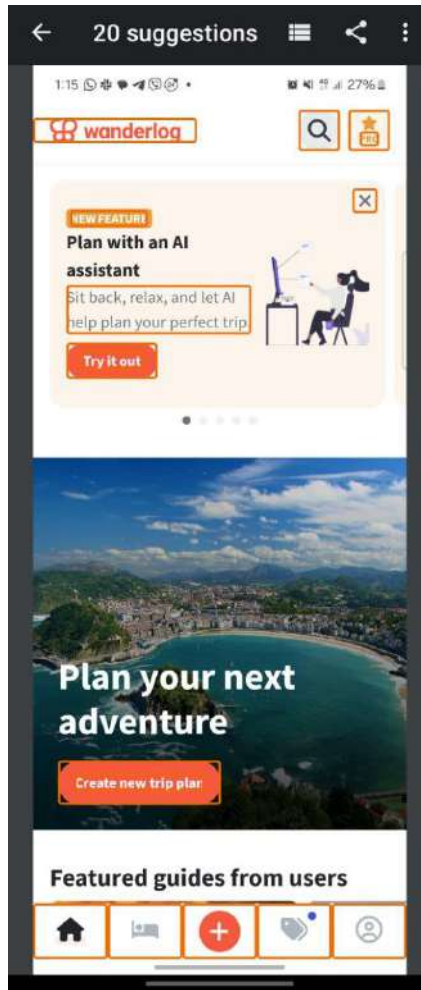 20 suggestions
1:15
27%
wanderlog
PRO
NEW FEATURE
Plan with an AI
assistant
Sit back, relax, and let AI
help plan your perfect trip
Try it out
Plan your next
adventure
Create new trip plan
Featured guides from users